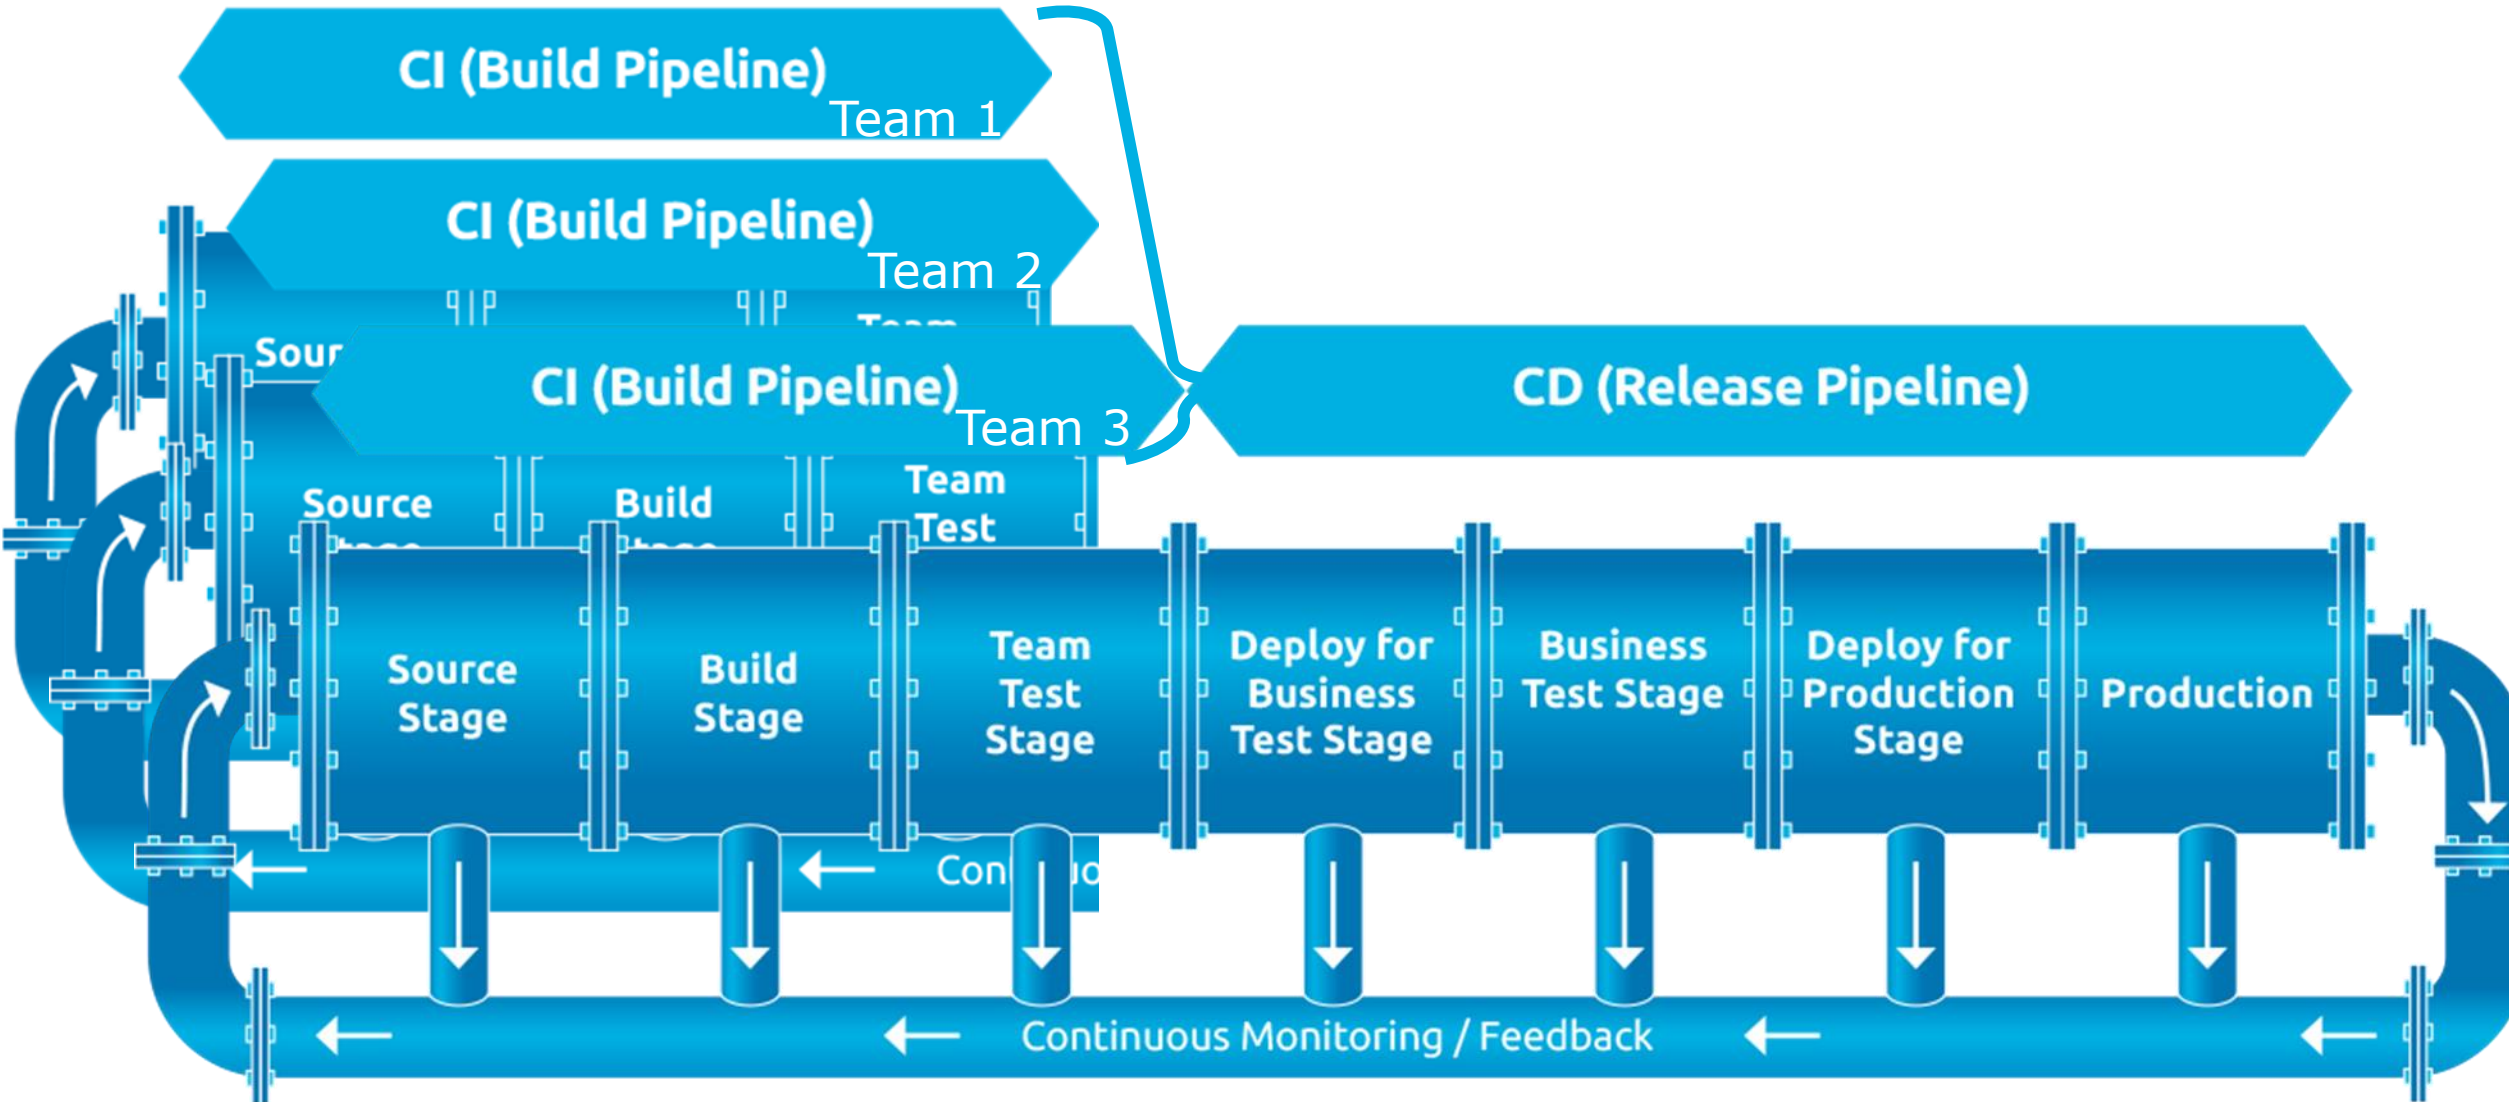 CI (Build Pipeline)
Team 1
CI (Build Pipeline)
Team 2
Team
Sour
CI (Build Pipeline)
Team 3
CD (Release Pipeline)
Source
Build
Team
Test
Source
Stage
Build
Stage
Team
Test
Stage
Deploy for
Business
Test Stage
Business
Test Stage
Deploy for
Production
Stage
Production
Continuous Monitoring / Feedback